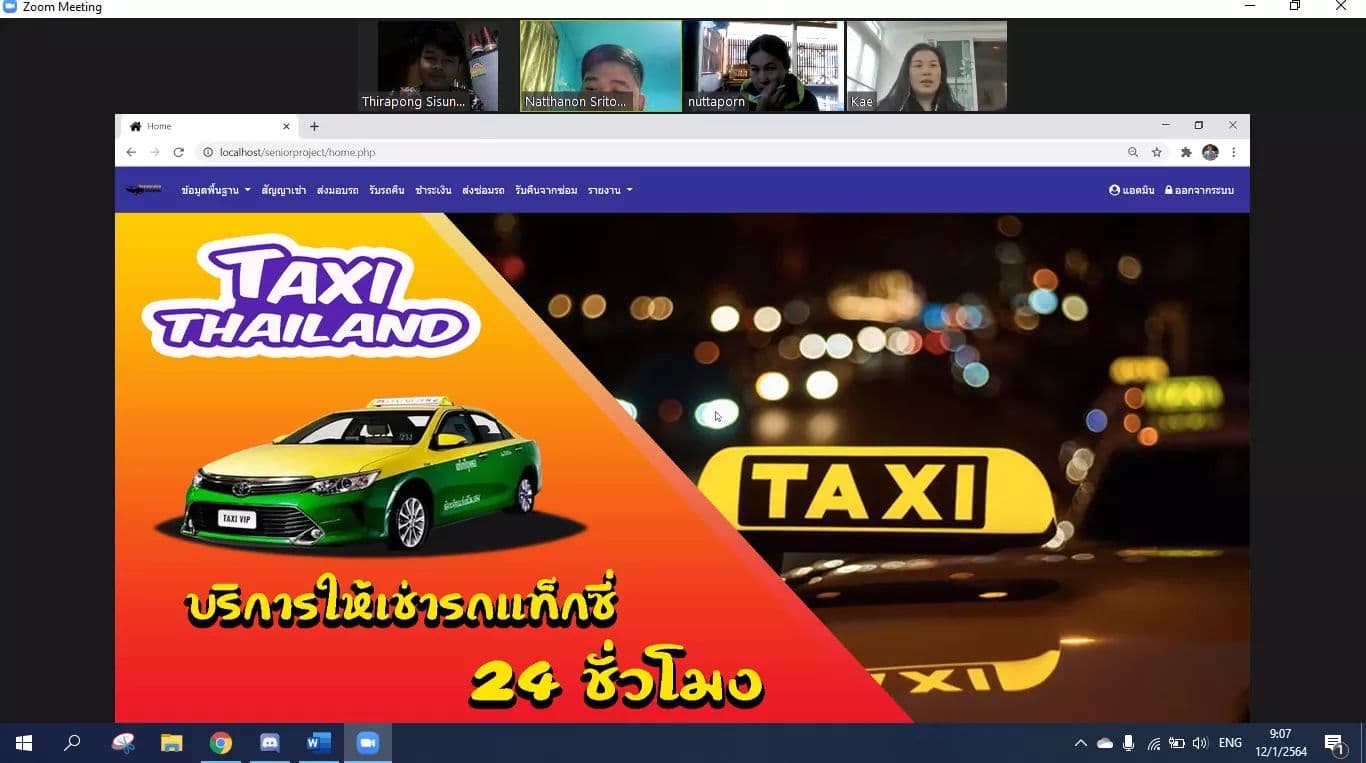 Zoom Meeting
Thirapong Sisun...
Natthanon Srito...
nuttaporn
Kae
Home
localhost/seniorproject/home.php
ข้อมูลพื้นฐาน สัญญาเช่า ส่งมอบรถ รับรถคืน ชำระเงิน ส่งซ่อมรถ รับคืนจากซ่อม รายงาน
แอดมิน ออกจากระบบ
TAXI
THAILAND
TAXI VIP
TAXI
บริการให้เช่ารถแท็กซี่
24 ชั่วโมง
ENG
9:07
12/1/2564
1